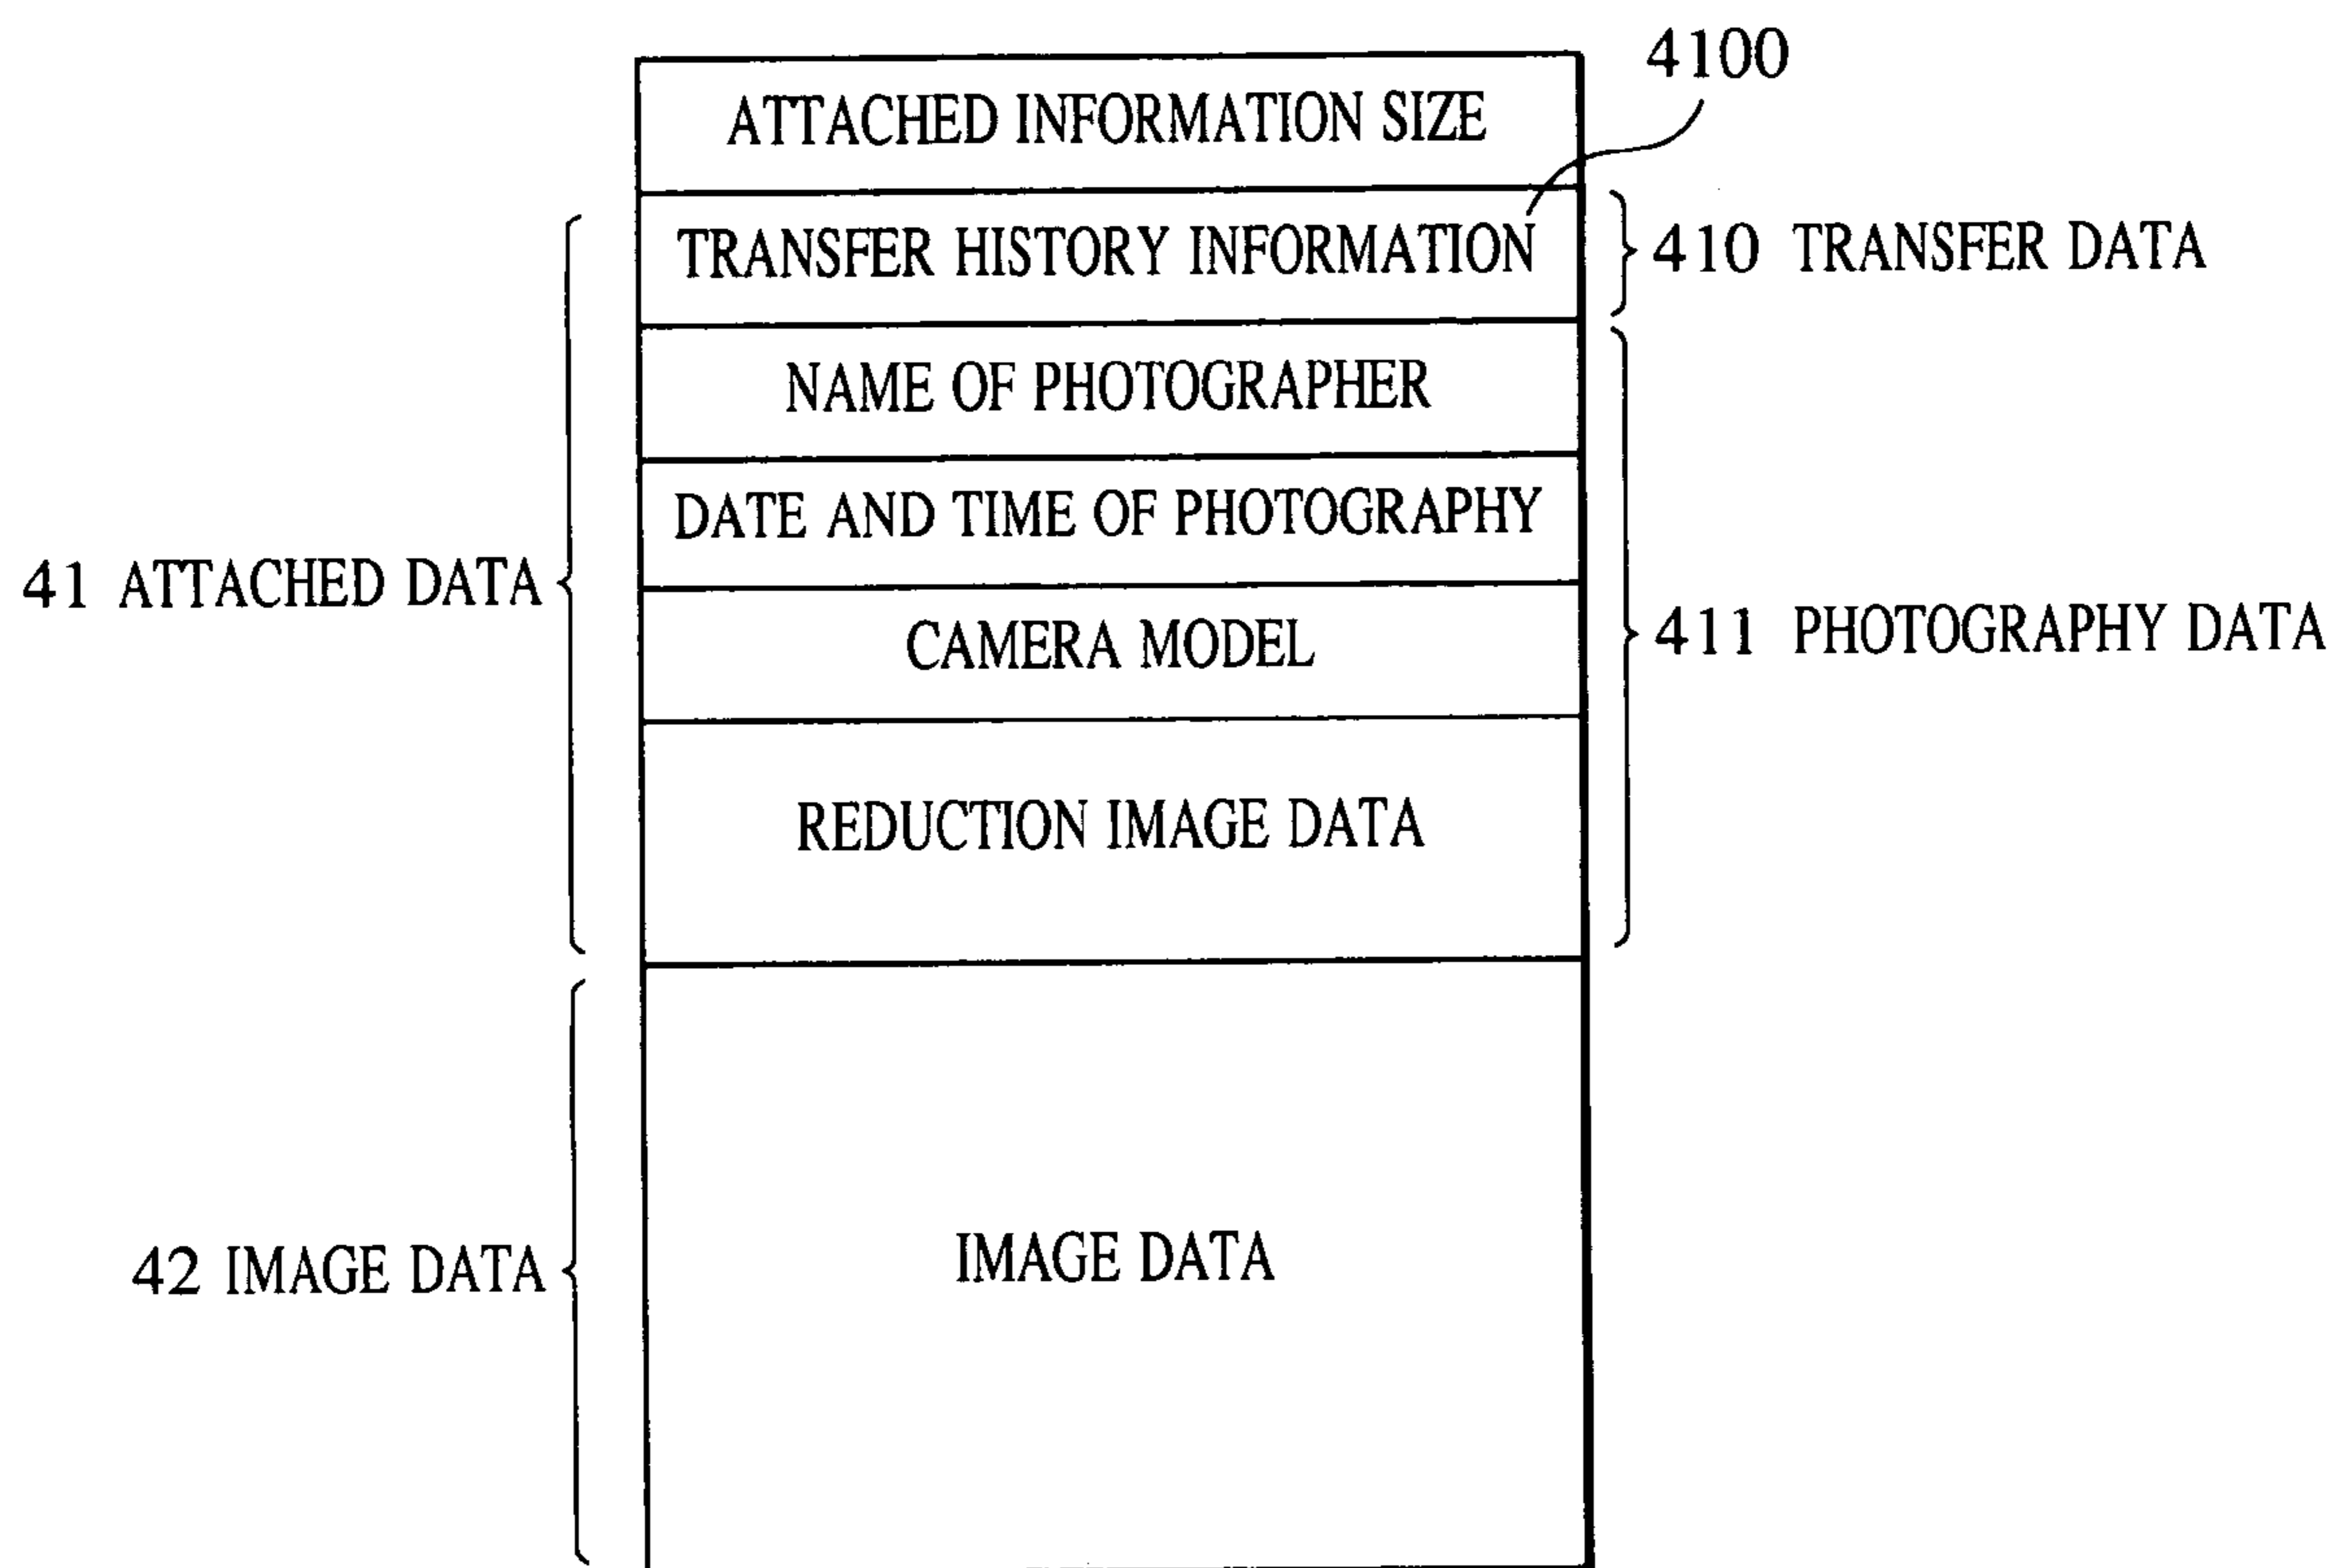 4100
ATTACHED INFORMATION SIZE
TRANSFER HISTORY INFORMATION
410 TRANSFER DATA
NAME OF PHOTOGRAPHER
DATE AND TIME OF PHOTOGRAPHY
41 ATTACHED DATA
CAMERA MODEL
411 PHOTOGRAPHY DATA
REDUCTION IMAGE DATA
42 IMAGE DATA
IMAGE DATA